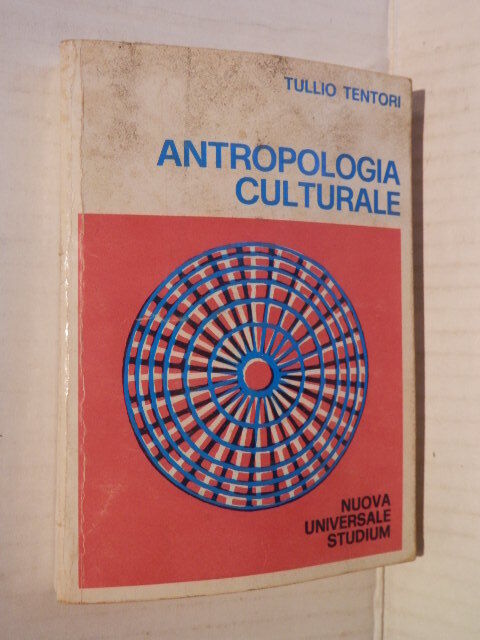 TULLIO TENTORI
ANTROPOLOGIA
CULTURALE
NUOVA
UNIVERSALE
STUDIUM